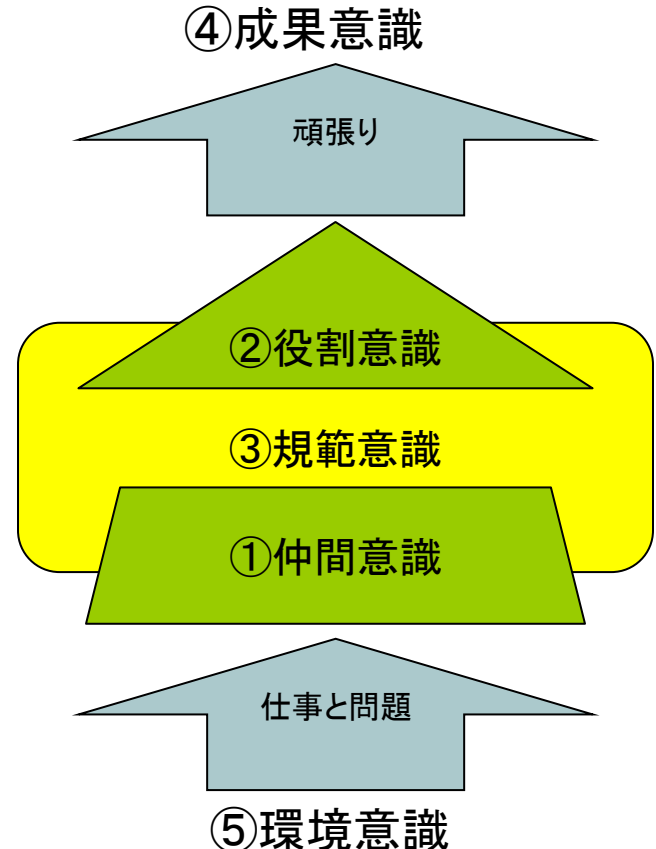 ④成果意識
頑張り
②役割意識
③規範意識
①仲間意識
仕事と問題
⑤環境意識